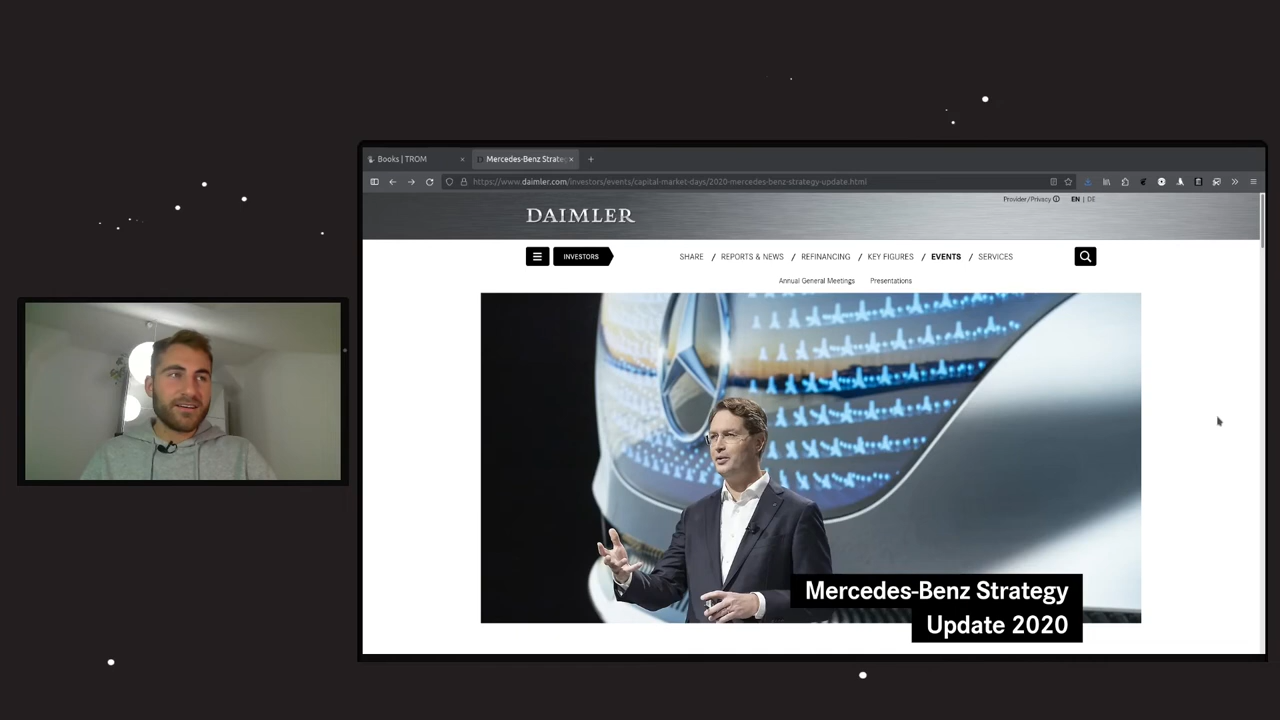 Books | TROM
Mercedes-Benz Strate
https://www.daimler.com/investors/events/capital-market-days/2020-mercedes-benz-strategy-update.html
Provider/Privacy EN | DE
DAIMLER
INVESTORS
SHARE / REPORTS & NEWS / REFINANCING / KEY FIGURES / EVENTS / SERVICES
Annual General Meetings Presentations
Mercedes-Benz Strategy
Update 2020